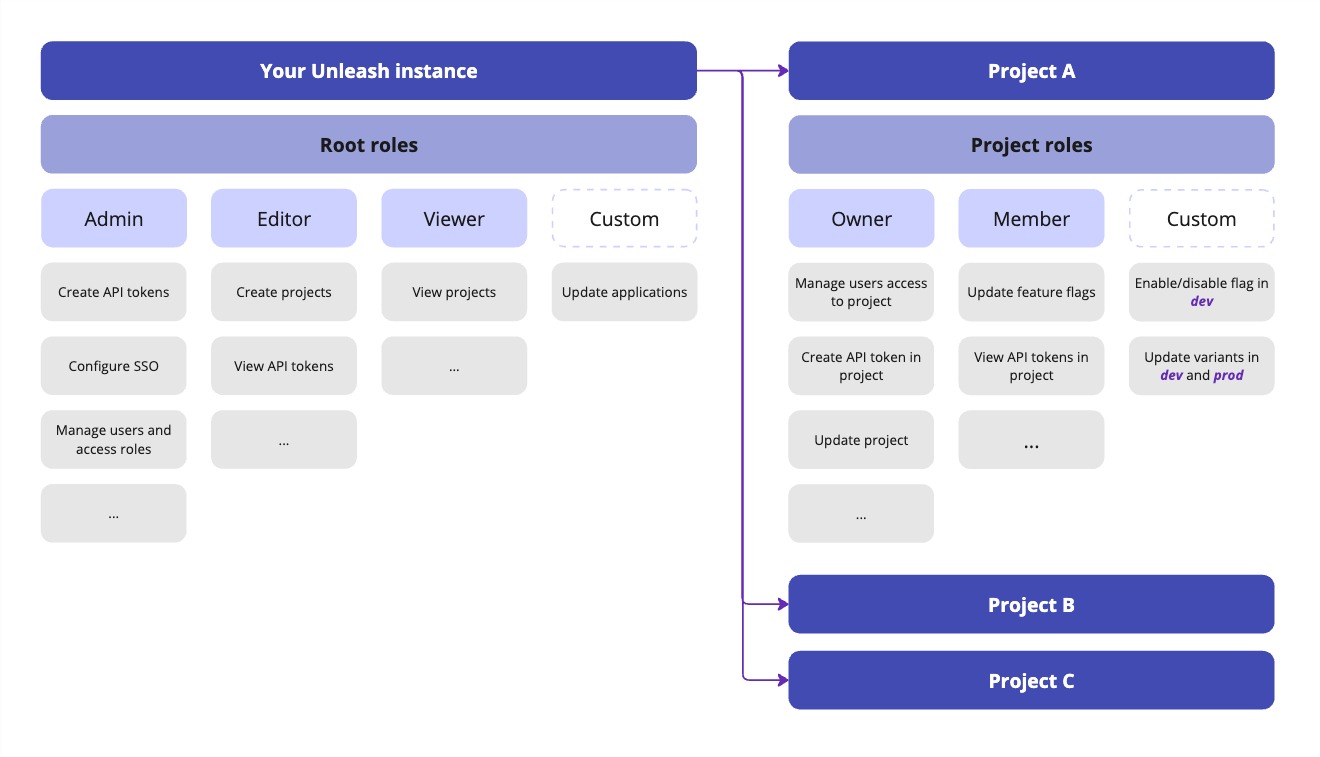 Your Unleash instance
Project A
Root roles
Project roles
Admin
Editor
Viewer
Custom
Owner
Member
Custom
Create API tokens
Create projects
View projects
Update applications
Manage users access
to project
Update feature flags
Enable/disable flag in
dev
Configure SSO
View API tokens
...
Create API token in
project
View API tokens in
project
Update variants in
dev and prod
Manage users and
access roles
...
Update project
...
...
...
Project B
Project C